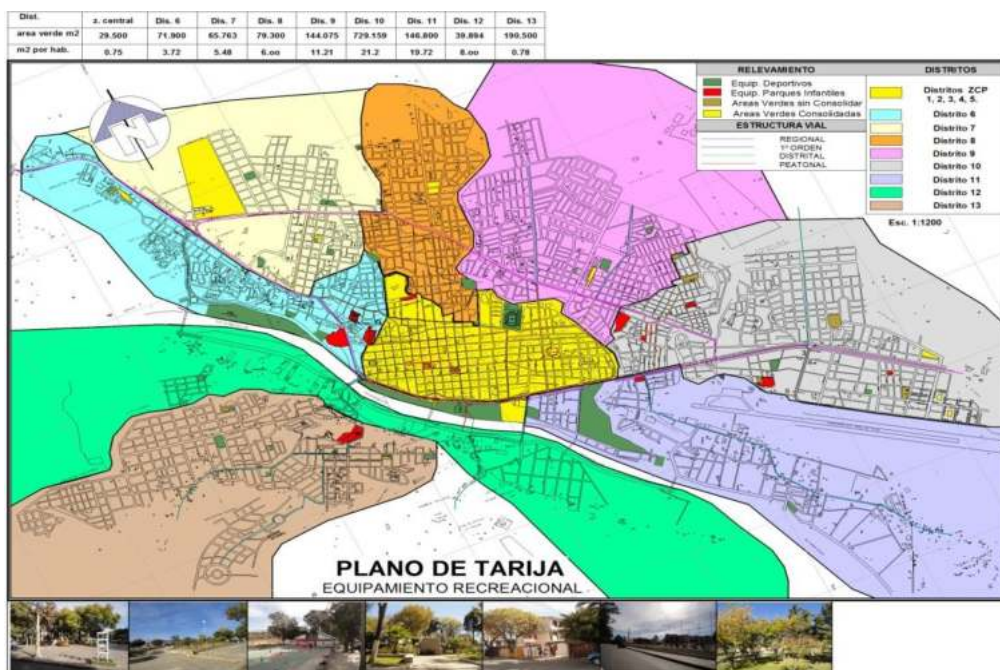 Dist. z. central Dis. 6 Dis. 7 Dis. 8 Dis. 9 Dis. 10 Dis. 11 Dis. 12 Dis. 13
area verde m2 29.500 71.900 65.763 79.300 144.075 729.159 146.800 39.894 190.500
m2 por hab. 0.75 3.72 5.48 6.oo 11.21 21.2 19.72 8.oo 0.78
RELEVAMIENTO
Equip. Deportivos
Equip. Parques Infantiles
Areas Verdes sin Consolidar
Areas Verdes Consolidadas
ESTRUCTURA VIAL
REGIONAL
1º ORDEN
DISTRITAL
PEATONAL
DISTRITOS
Distritos ZCP
1, 2, 3, 4, 5.
Distrito 6
Distrito 7
Distrito 8
Distrito 9
Distrito 10
Distrito 11
Distrito 12
Distrito 13
Esc. 1:1200
N
PLANO DE TARIJA
EQUIPAMIENTO RECREACIONAL